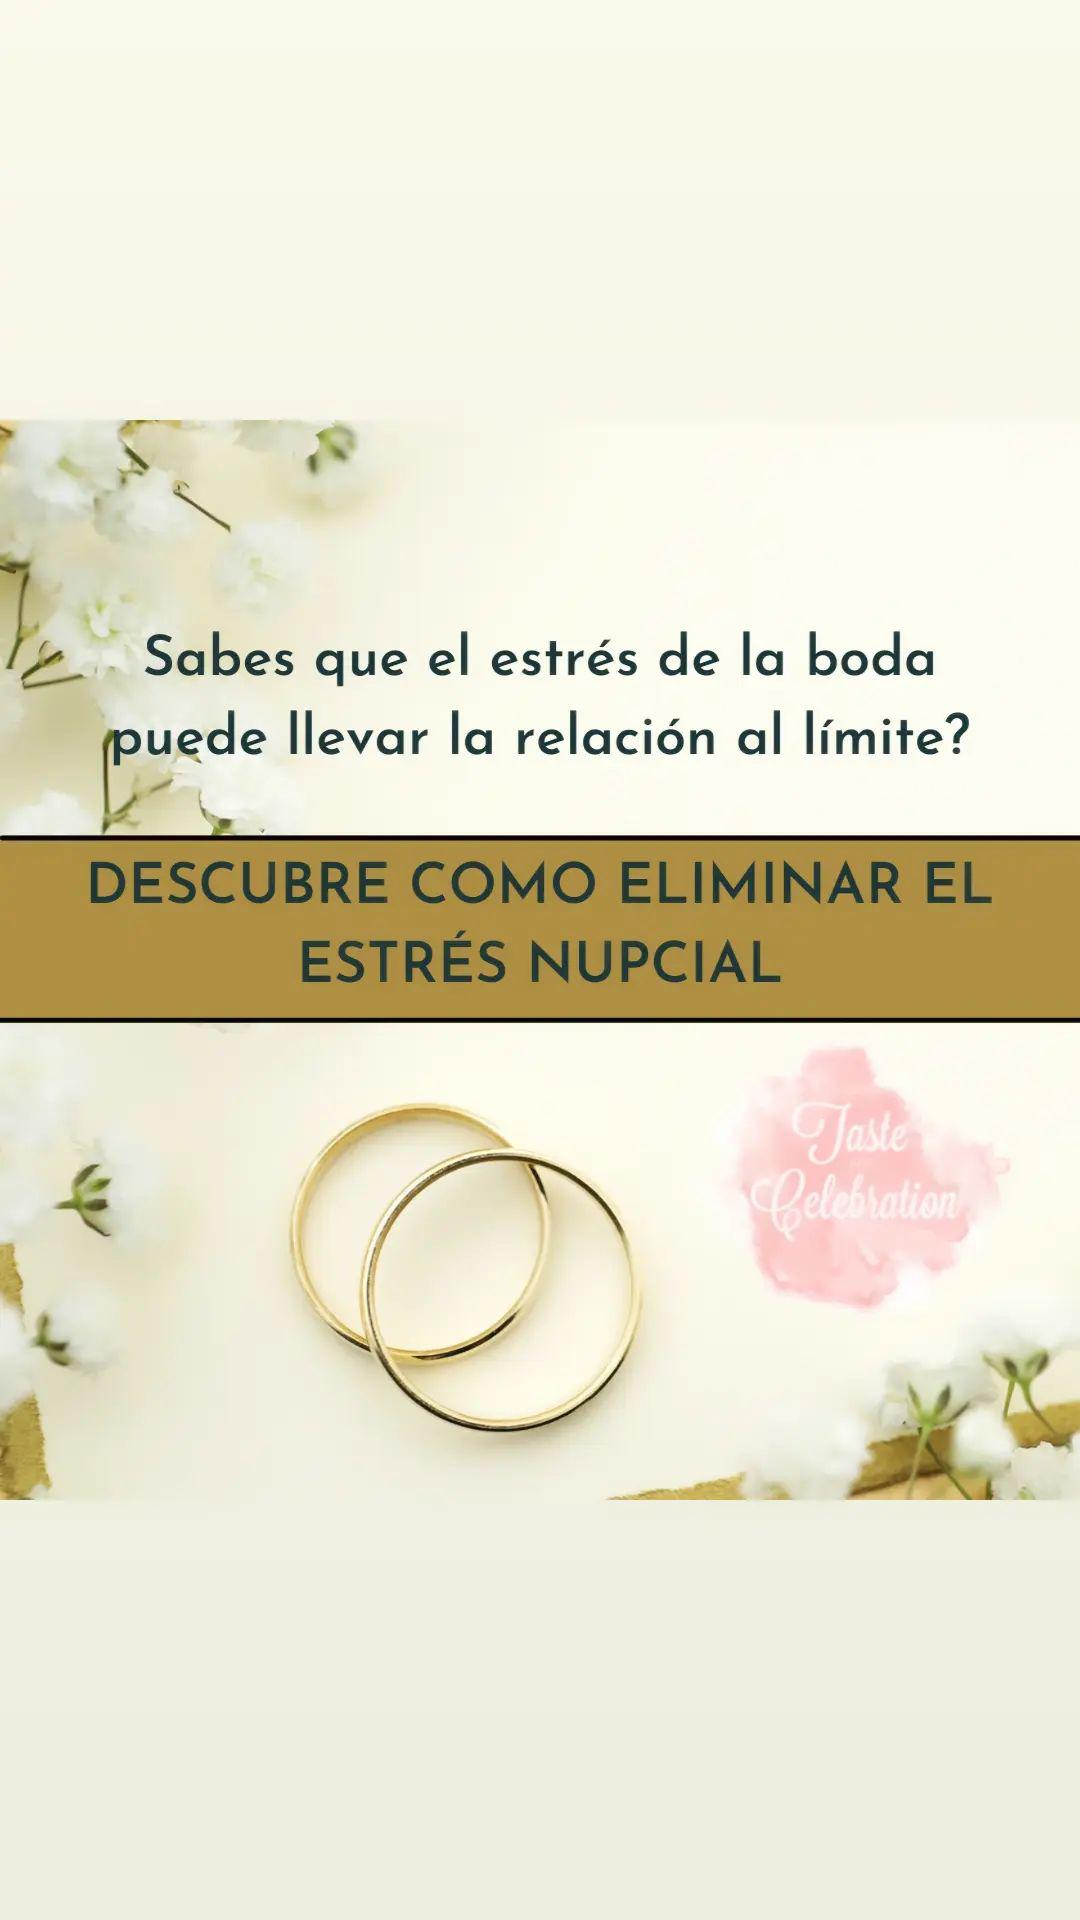 Sabes que el estrés de la boda
puede llevar la relación al límite?
DESCUBRE COMO ELIMINAR EL
ESTRÉS NUPCIAL
Taste
Celebration